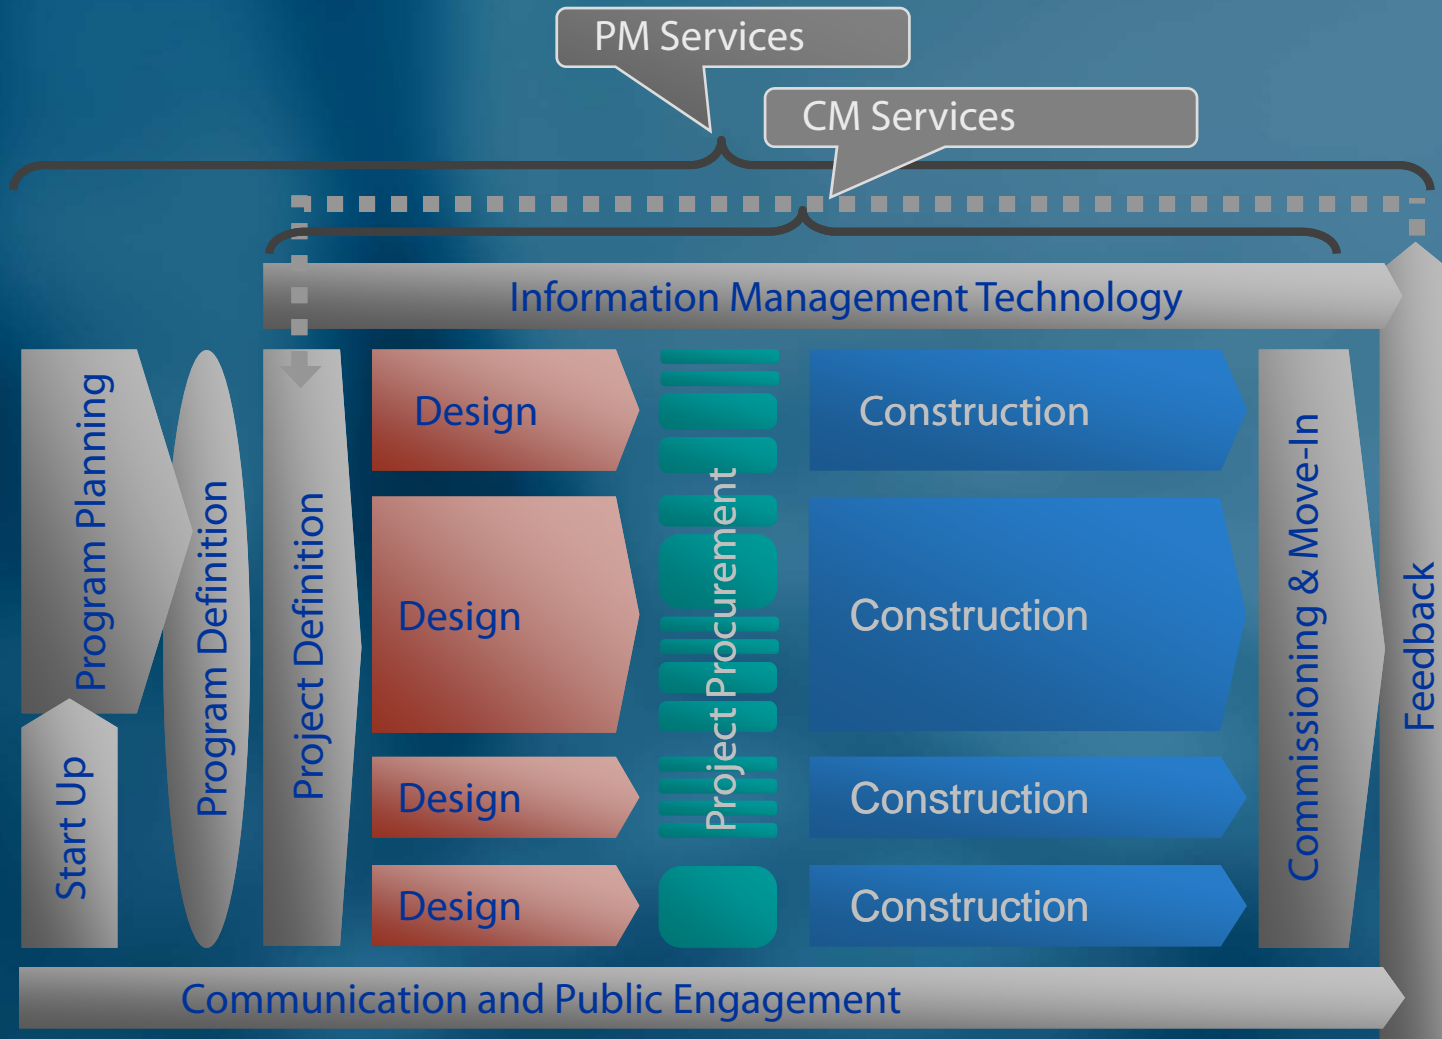 PM Services
CM Services
Information Management Technology
Start Up
Program Planning
Program Definition
Project Definition
Design
Design
Design
Design
Project Procurement
Construction
Construction
Construction
Construction
Commissioning & Move-In
Feedback
Communication and Public Engagement